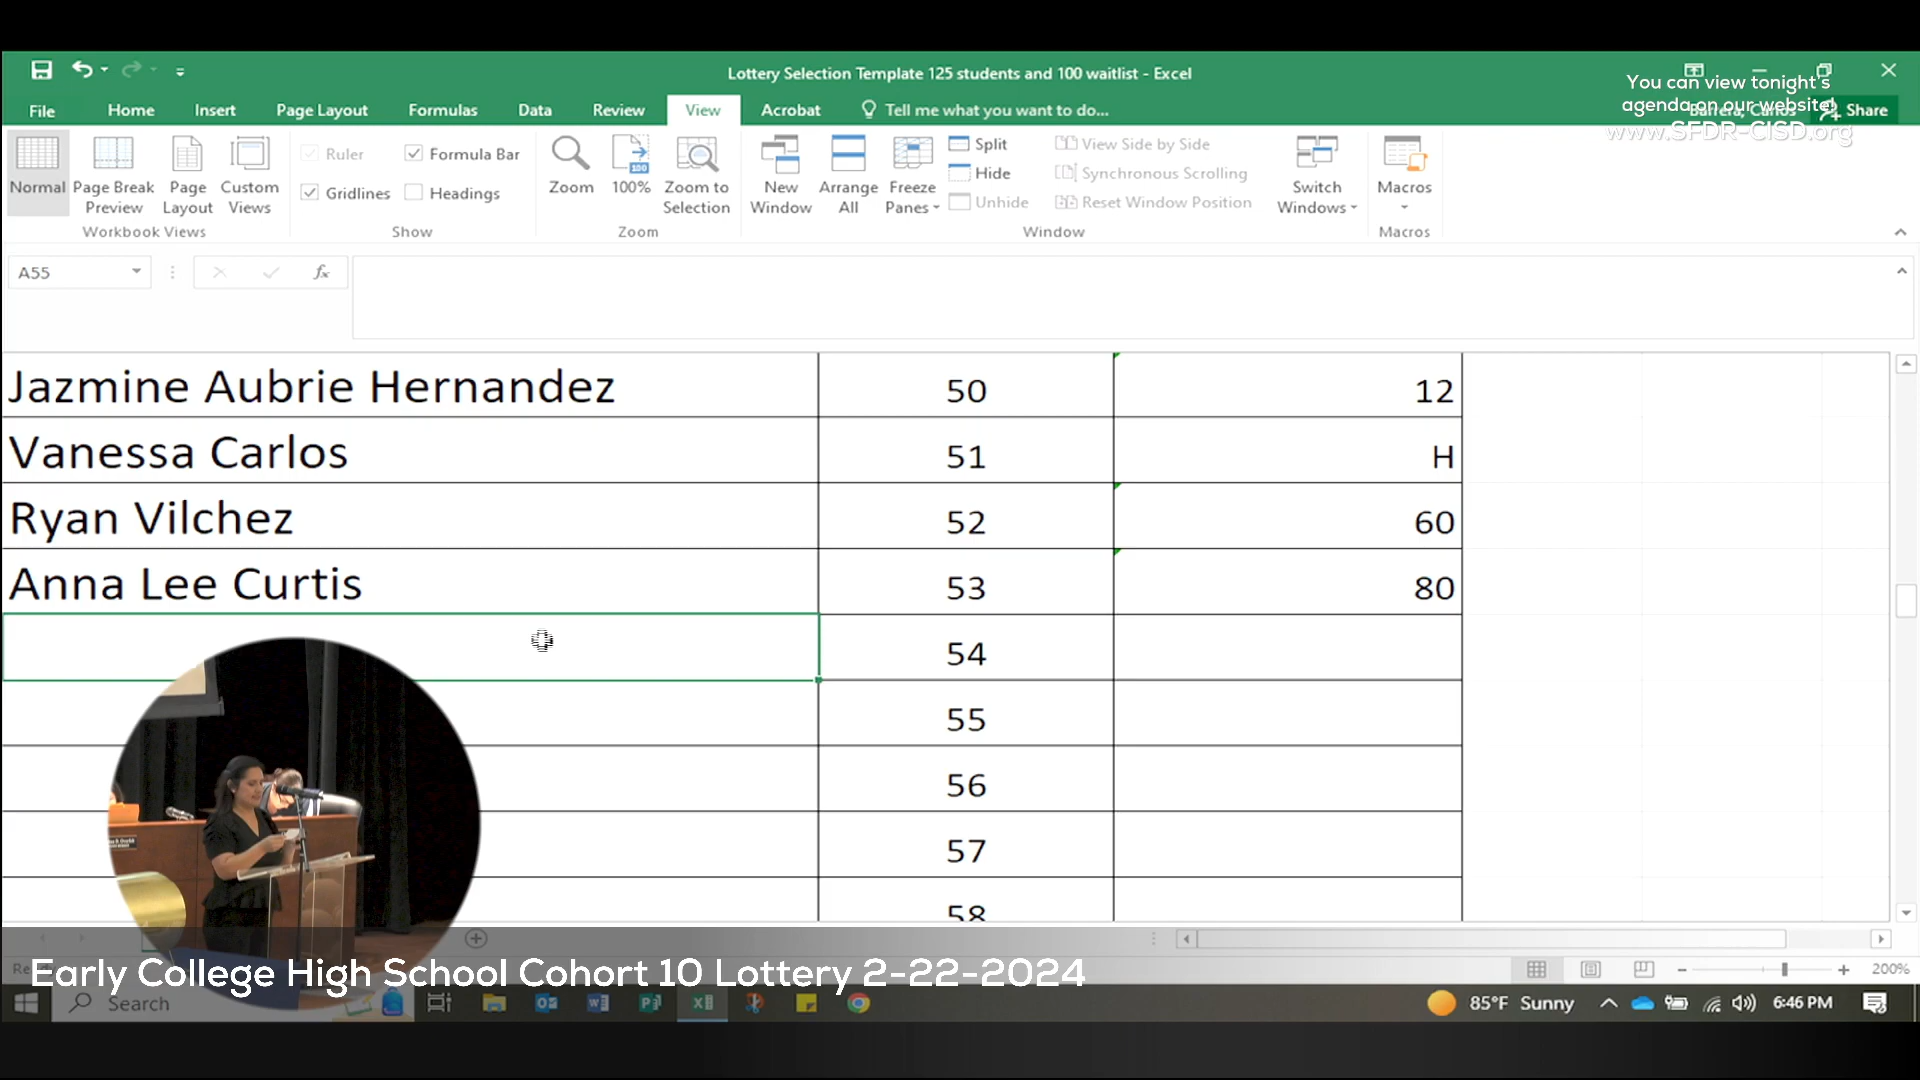 Lottery Selection Template 125 students and 100 waitlist - Excel
You can view tonight's
agenda on our website!
www.SFDR-CISD.org
File Home Insert Page Layout Formulas Data Review View Acrobat Tell me what you want to do... Barrera, Carlos Share
Normal Page Break Preview Page Layout Custom Views
Workbook Views
Ruler Formula Bar
Gridlines Headings
Show
Zoom 100% Zoom to Selection
Zoom
New Window Arrange All Freeze Panes
Split
Hide
Unhide
View Side by Side
Synchronous Scrolling
Reset Window Position
Switch Windows
Window
Macros
Macros
A55 fx
Jazmine Aubrie Hernandez 50 12
Vanessa Carlos 51 H
Ryan Vilchez 52 60
Anna Lee Curtis 53 80
54
55
56
57
58
Early College High School Cohort 10 Lottery 2-22-2024
200%
Search
85°F Sunny 6:46 PM